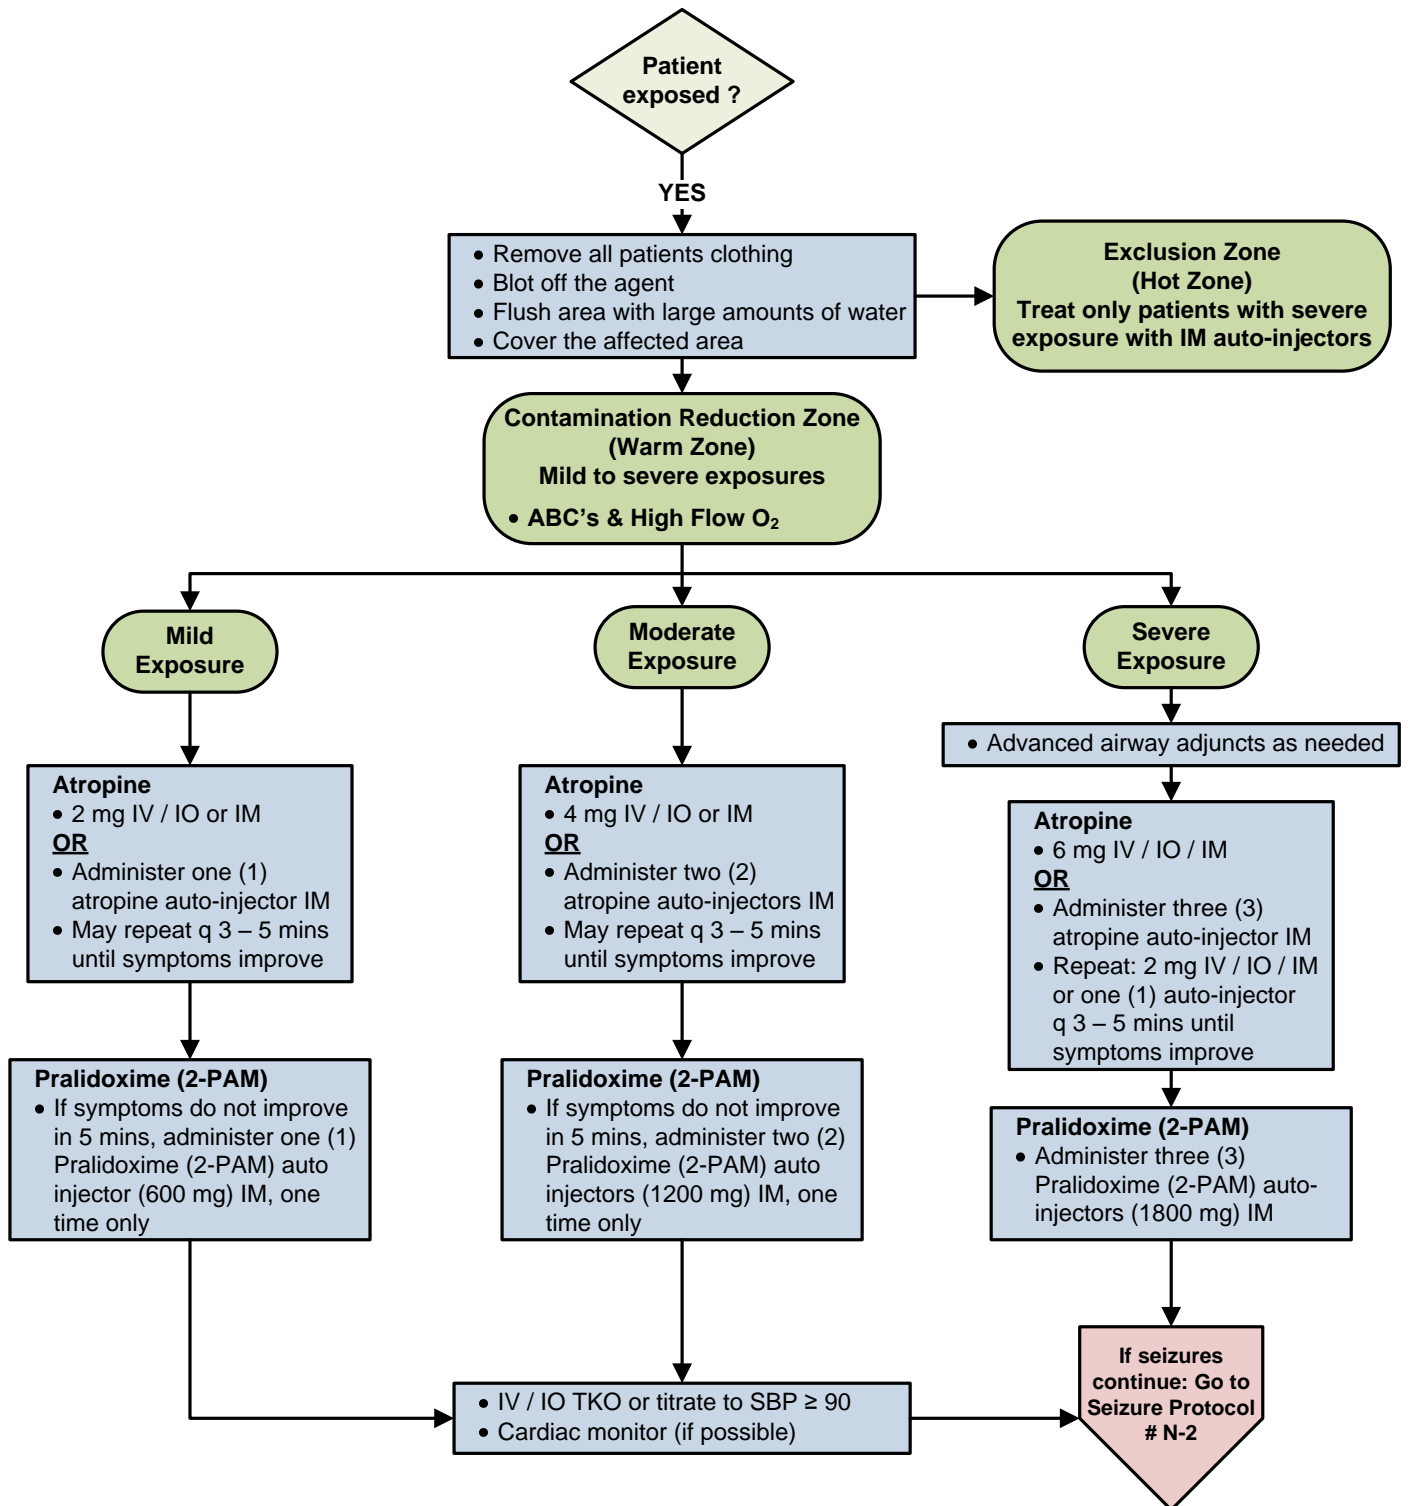 Patient
exposed ?
YES
• Remove all patients clothing
• Blot off the agent
• Flush area with large amounts of water
• Cover the affected area
Exclusion Zone
(Hot Zone)
Treat only patients with severe
exposure with IM auto-injectors
Contamination Reduction Zone
(Warm Zone)
Mild to severe exposures
• ABC’s & High Flow O₂
Mild
Exposure
Atropine
• 2 mg IV / IO or IM
OR
• Administer one (1)
atropine auto-injector IM
• May repeat q 3 – 5 mins
until symptoms improve
Pralidoxime (2-PAM)
• If symptoms do not improve
in 5 mins, administer one (1)
Pralidoxime (2-PAM) auto
injector (600 mg) IM, one
time only
Moderate
Exposure
Atropine
• 4 mg IV / IO or IM
OR
• Administer two (2)
atropine auto-injectors IM
• May repeat q 3 – 5 mins
until symptoms improve
Pralidoxime (2-PAM)
• If symptoms do not improve
in 5 mins, administer two (2)
Pralidoxime (2-PAM) auto
injectors (1200 mg) IM, one
time only
Severe
Exposure
• Advanced airway adjuncts as needed
Atropine
• 6 mg IV / IO / IM
OR
• Administer three (3)
atropine auto-injector IM
• Repeat: 2 mg IV / IO / IM
or one (1) auto-injector
q 3 – 5 mins until
symptoms improve
Pralidoxime (2-PAM)
• Administer three (3)
Pralidoxime (2-PAM) auto-
injectors (1800 mg) IM
• IV / IO TKO or titrate to SBP ≥ 90
• Cardiac monitor (if possible)
If seizures
continue: Go to
Seizure Protocol
# N-2